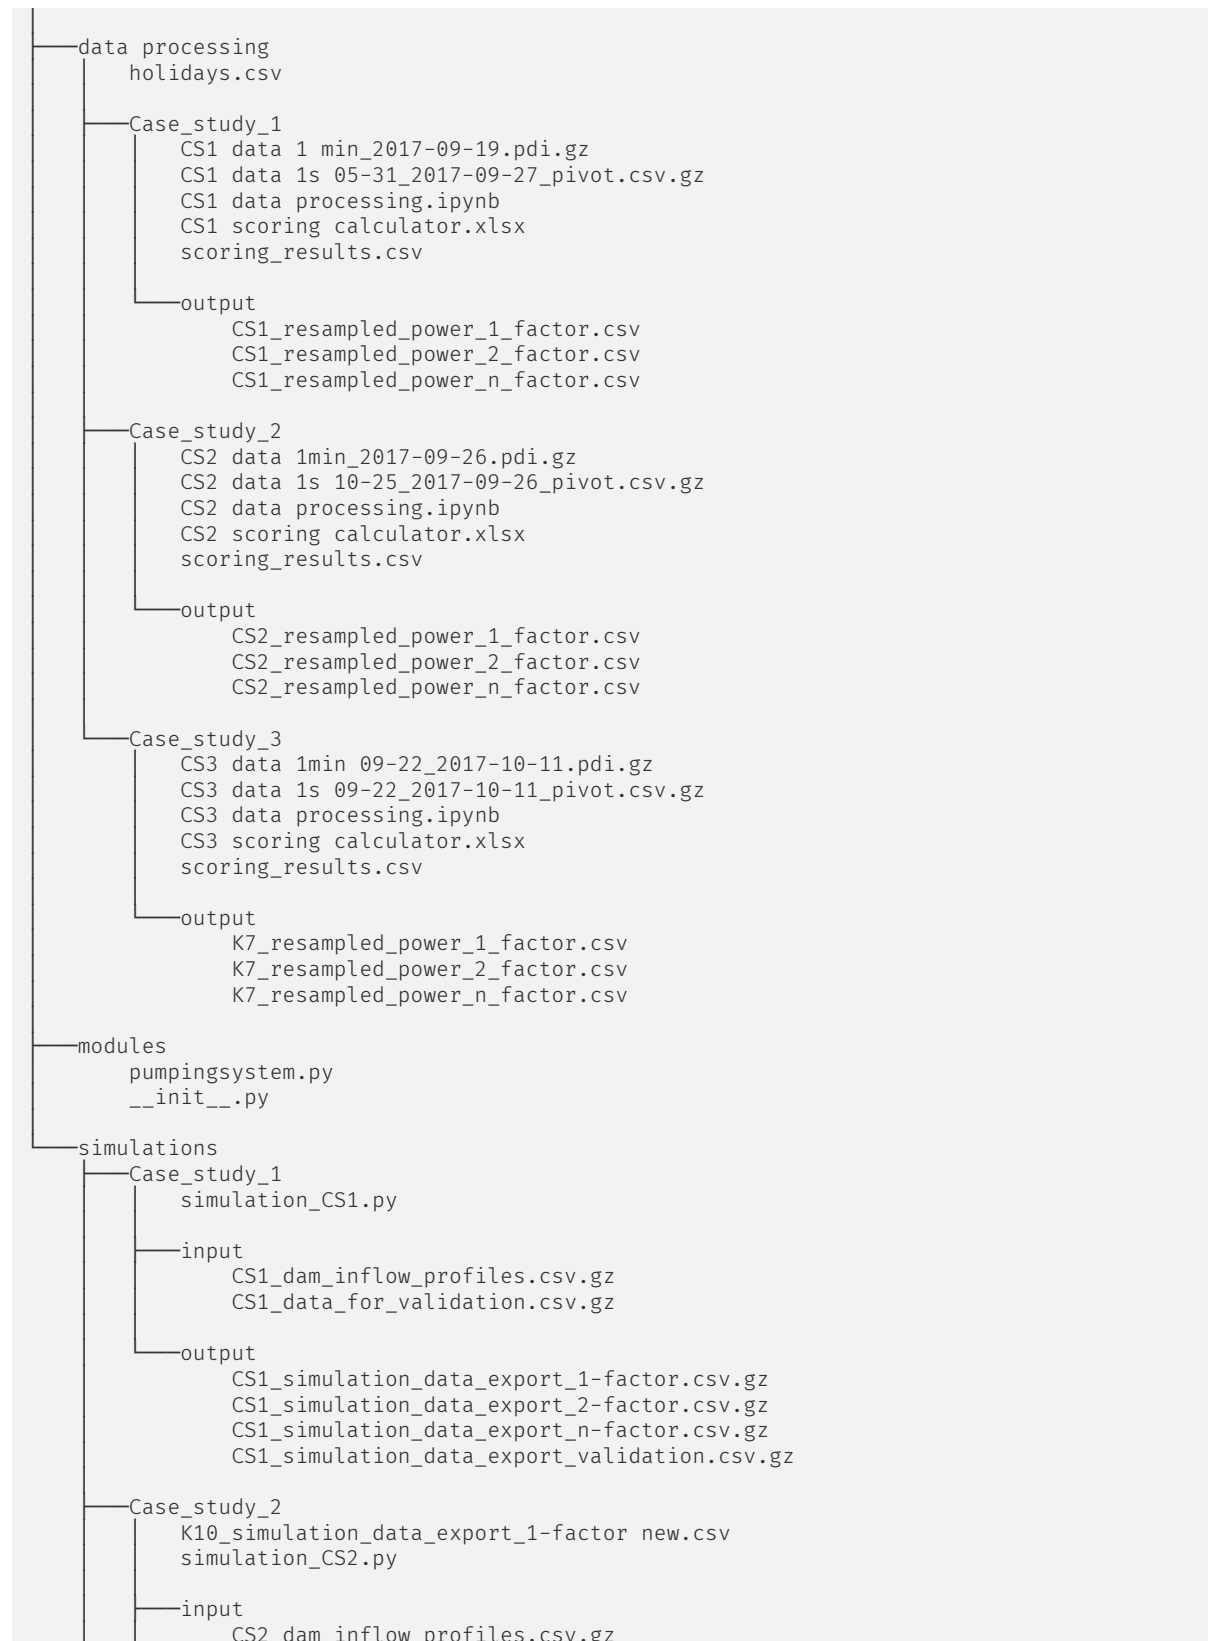 data processing
holidays.csv
Case_study_1
CS1 data 1 min_2017-09-19.pdi.gz
CS1 data 1s 05-31_2017-09-27_pivot.csv.gz
CS1 data processing.ipynb
CS1 scoring calculator.xlsx
scoring_results.csv
output
CS1_resampled_power_1_factor.csv
CS1_resampled_power_2_factor.csv
CS1_resampled_power_n_factor.csv
Case_study_2
CS2 data 1min_2017-09-26.pdi.gz
CS2 data 1s 10-25_2017-09-26_pivot.csv.gz
CS2 data processing.ipynb
CS2 scoring calculator.xlsx
scoring_results.csv
output
CS2_resampled_power_1_factor.csv
CS2_resampled_power_2_factor.csv
CS2_resampled_power_n_factor.csv
Case_study_3
CS3 data 1min 09-22_2017-10-11.pdi.gz
CS3 data 1s 09-22_2017-10-11_pivot.csv.gz
CS3 data processing.ipynb
CS3 scoring calculator.xlsx
scoring_results.csv
output
K7_resampled_power_1_factor.csv
K7_resampled_power_2_factor.csv
K7_resampled_power_n_factor.csv
modules
pumpingsystem.py
__init__.py
simulations
Case_study_1
simulation_CS1.py
input
CS1_dam_inflow_profiles.csv.gz
CS1_data_for_validation.csv.gz
output
CS1_simulation_data_export_1-factor.csv.gz
CS1_simulation_data_export_2-factor.csv.gz
CS1_simulation_data_export_n-factor.csv.gz
CS1_simulation_data_export_validation.csv.gz
Case_study_2
K10_simulation_data_export_1-factor new.csv
simulation_CS2.py
input
CS2_dam_inflow_profiles.csv.gz